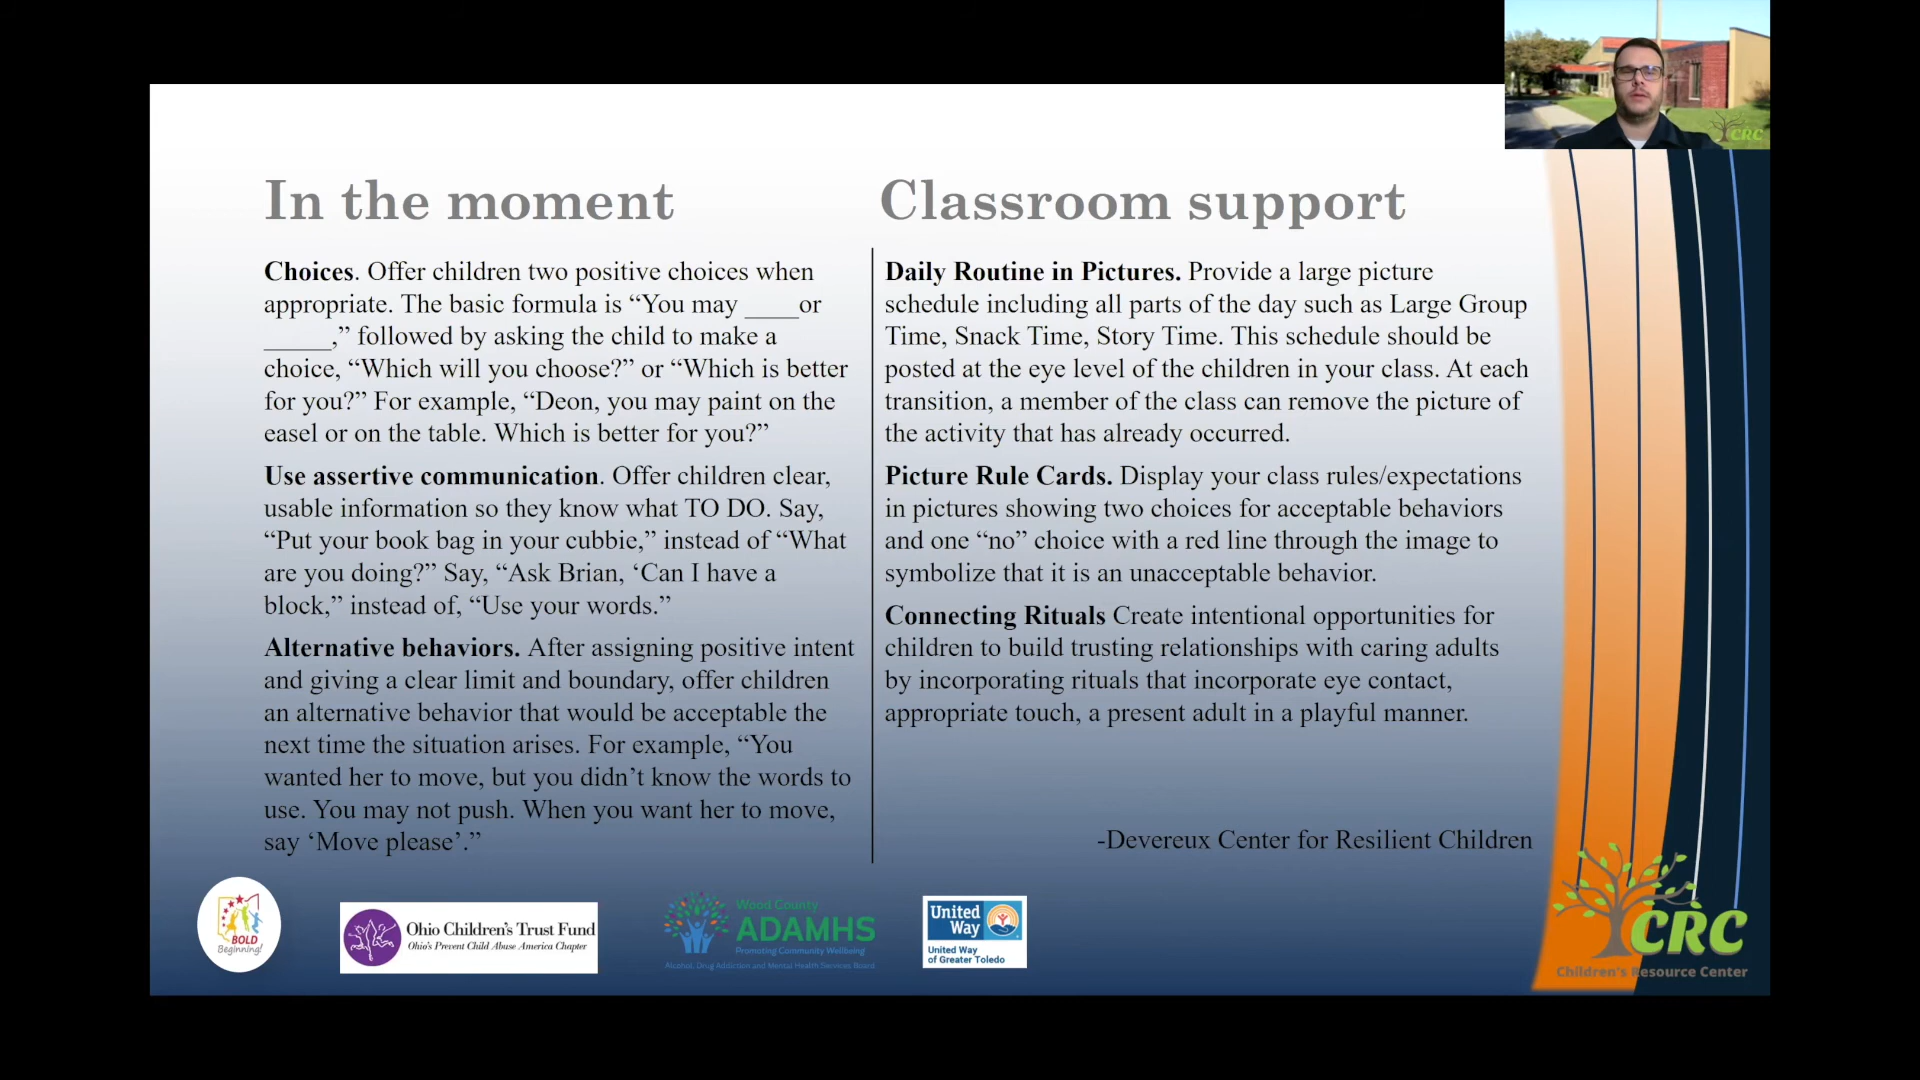 CRC
In the moment
Choices. Offer children two positive choices when
appropriate. The basic formula is “You may ____or
_____,” followed by asking the child to make a
choice, “Which will you choose?” or “Which is better
for you?” For example, “Deon, you may paint on the
easel or on the table. Which is better for you?”
Use assertive communication. Offer children clear,
usable information so they know what TO DO. Say,
“Put your book bag in your cubbie,” instead of “What
are you doing?” Say, “Ask Brian, ‘Can I have a
block,” instead of, “Use your words.”
Alternative behaviors. After assigning positive intent
and giving a clear limit and boundary, offer children
an alternative behavior that would be acceptable the
next time the situation arises. For example, “You
wanted her to move, but you didn’t know the words to
use. You may not push. When you want her to move,
say ‘Move please’.”
Classroom support
Daily Routine in Pictures. Provide a large picture
schedule including all parts of the day such as Large Group
Time, Snack Time, Story Time. This schedule should be
posted at the eye level of the children in your class. At each
transition, a member of the class can remove the picture of
the activity that has already occurred.
Picture Rule Cards. Display your class rules/expectations
in pictures showing two choices for acceptable behaviors
and one “no” choice with a red line through the image to
symbolize that it is an unacceptable behavior.
Connecting Rituals Create intentional opportunities for
children to build trusting relationships with caring adults
by incorporating rituals that incorporate eye contact,
appropriate touch, a present adult in a playful manner.
-Devereux Center for Resilient Children
BOLD
Beginning!
Ohio Children’s Trust Fund
Ohio’s Prevent Child Abuse America Chapter
Wood County
ADAMHS
Promoting Community Wellbeing
Alcohol, Drug Addiction and Mental Health Services Board
United
Way
United Way
of Greater Toledo
CRC
Children's Resource Center